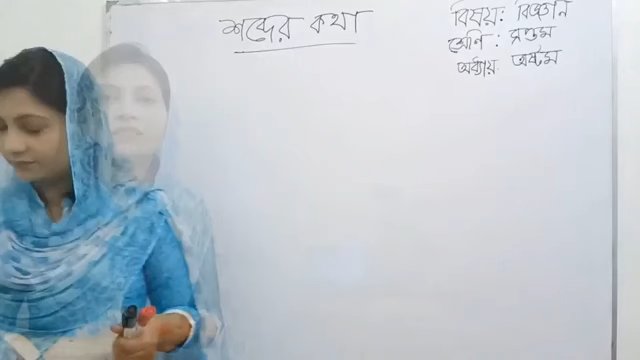 শব্দের কথা
বিষয়: বিজ্ঞান
শ্রেণি: সপ্তম
অধ্যায়: অষ্টম